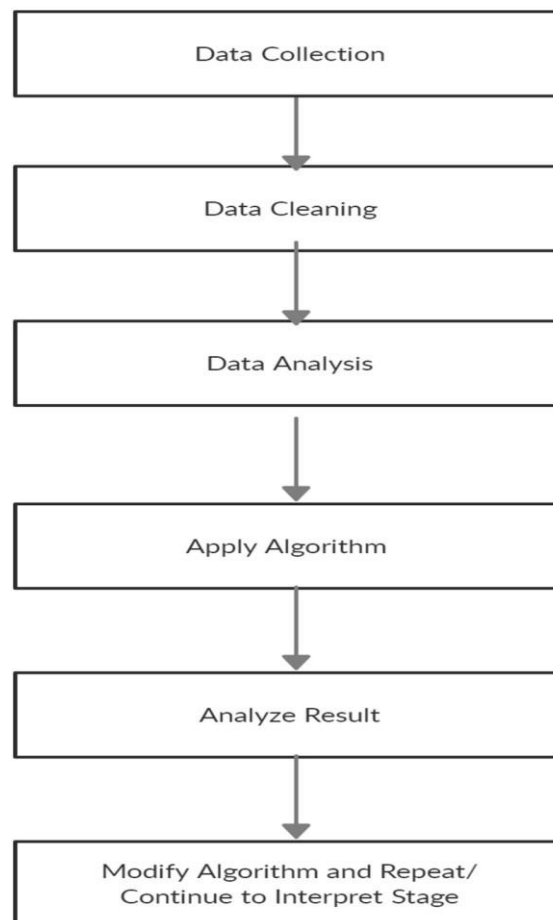 Data Collection
Data Cleaning
Data Analysis
Apply Algorithm
Analyze Result
Modify Algorithm and Repeat/
Continue to Interpret Stage